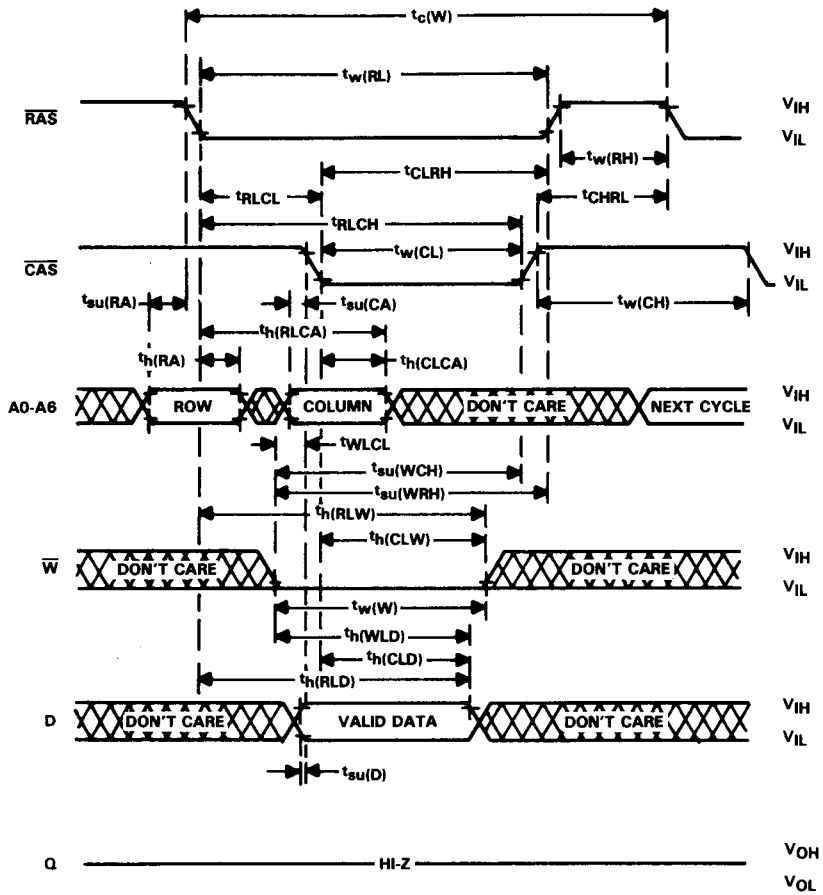 tc(W)
tw(RL)
RAS
VIH
VIL
tw(RH)
tCLRH
tRLCL
tCHRL
tRLCH
CAS
tw(CL)
VIH
VIL
tsu(RA)
tsu(CA)
tw(CH)
th(RLCA)
th(RA)
th(CLCA)
A0-A6
ROW
COLUMN
DON'T CARE
NEXT CYCLE
VIH
VIL
tWLCL
tsu(WCH)
tsu(WRH)
th(RLW)
th(CLW)
W
DON'T CARE
DON'T CARE
VIH
VIL
tw(W)
th(WLD)
th(CLD)
th(RLD)
D
DON'T CARE
VALID DATA
DON'T CARE
VIH
VIL
tsu(D)
Q
HI-Z
VOH
VOL